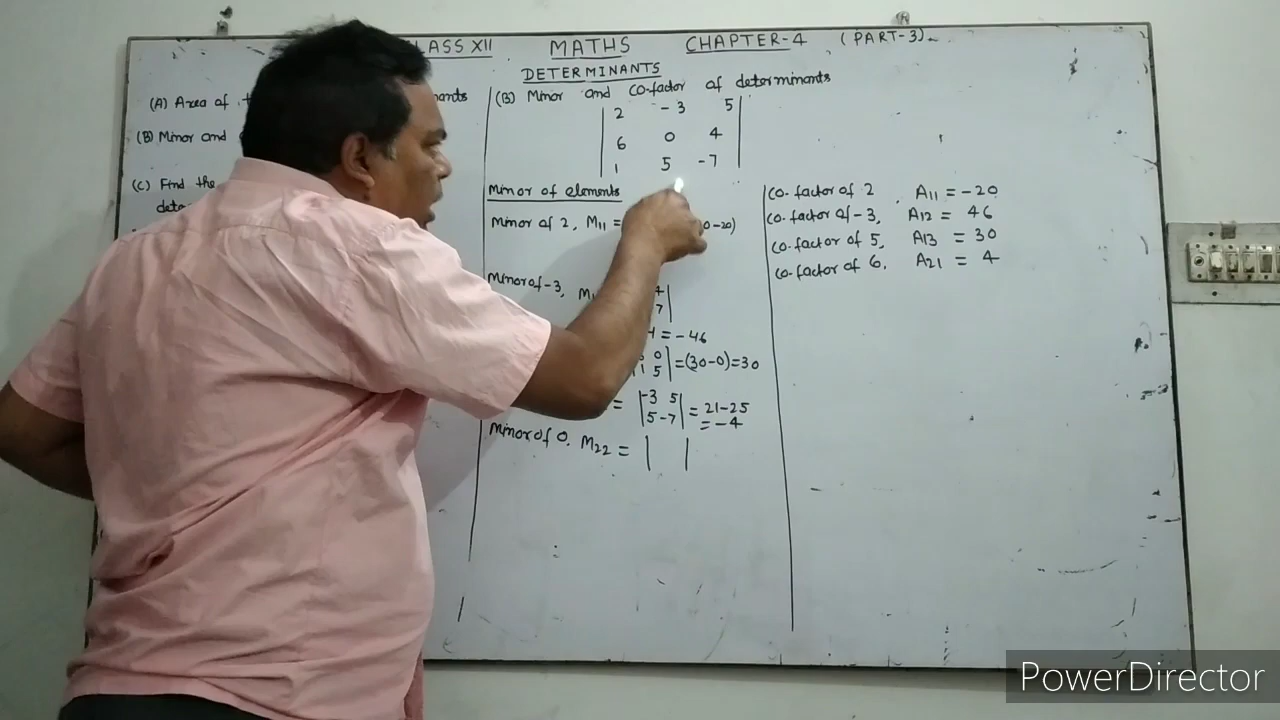 LASS XII MATHS CHAPTER-4 (PART-3)
DETERMINANTS
(A) Area of
(B) Minor and
(C) Find the
(B) Minor and co-factor of determinants
2 -3 5
6 0 4
1 5 -7
Minor of elements
Minor of 2, M11 = 0-20)
Minor of -3,
7
= -46
0
1 5 = (30-0) = 30
= -3 5
5 -7 = 21-25
= -4
Minor of 0, M22 =
Co-factor of 2, A11 = -20
Co-factor of -3, A12 = 46
Co-factor of 5, A13 = 30
Co-factor of 6, A21 = 4
PowerDirector